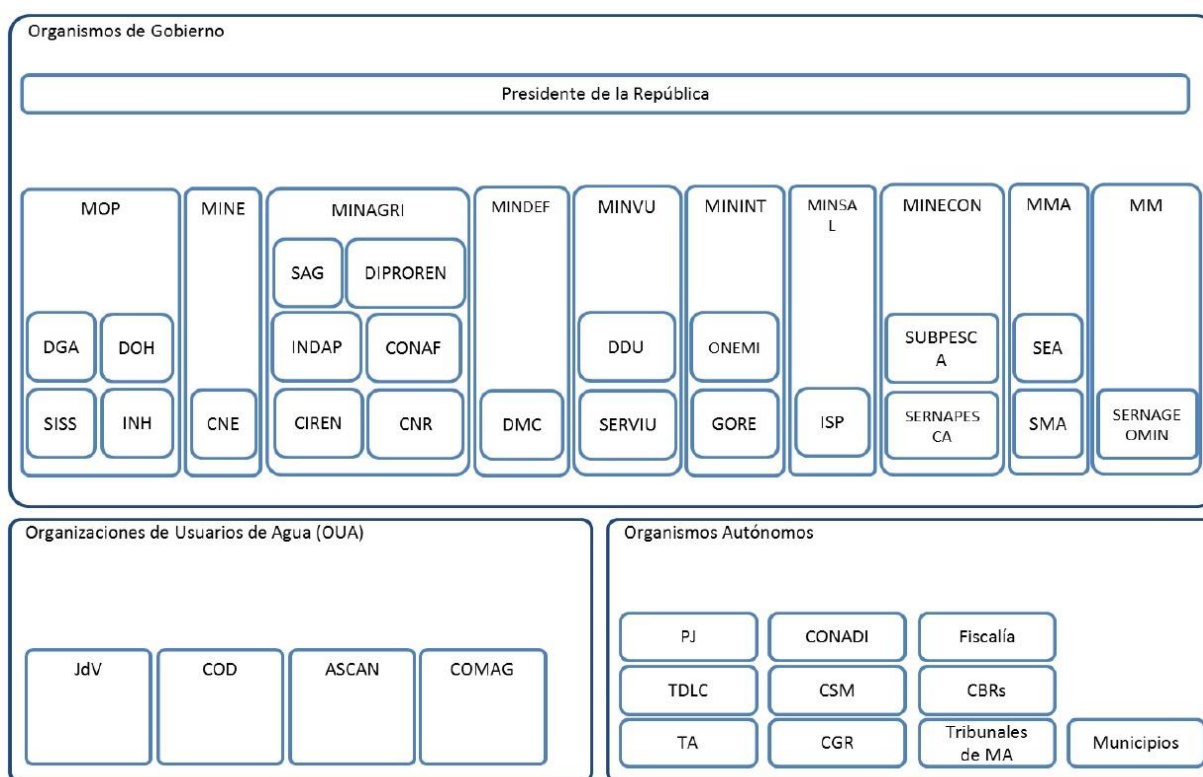 Organismos de Gobierno
Presidente de la República
MOP
DGA
DOH
SISS
INH
MINE
CNE
MINAGRI
SAG
DIPROREN
INDAP
CONAF
CIREN
CNR
MINDEF
DMC
MINVU
DDU
SERVIU
MININT
ONEMI
GORE
MINSA
L
ISP
MINECON
SUBPESC
A
SERNAPES
CA
MMA
SEA
SMA
MM
SERNAGE
OMIN
Organizaciones de Usuarios de Agua (OUA)
JdV
COD
ASCAN
COMAG
Organismos Autónomos
PJ
CONADI
Fiscalía
TDLC
CSM
CBRs
TA
CGR
Tribunales
de MA
Municipios